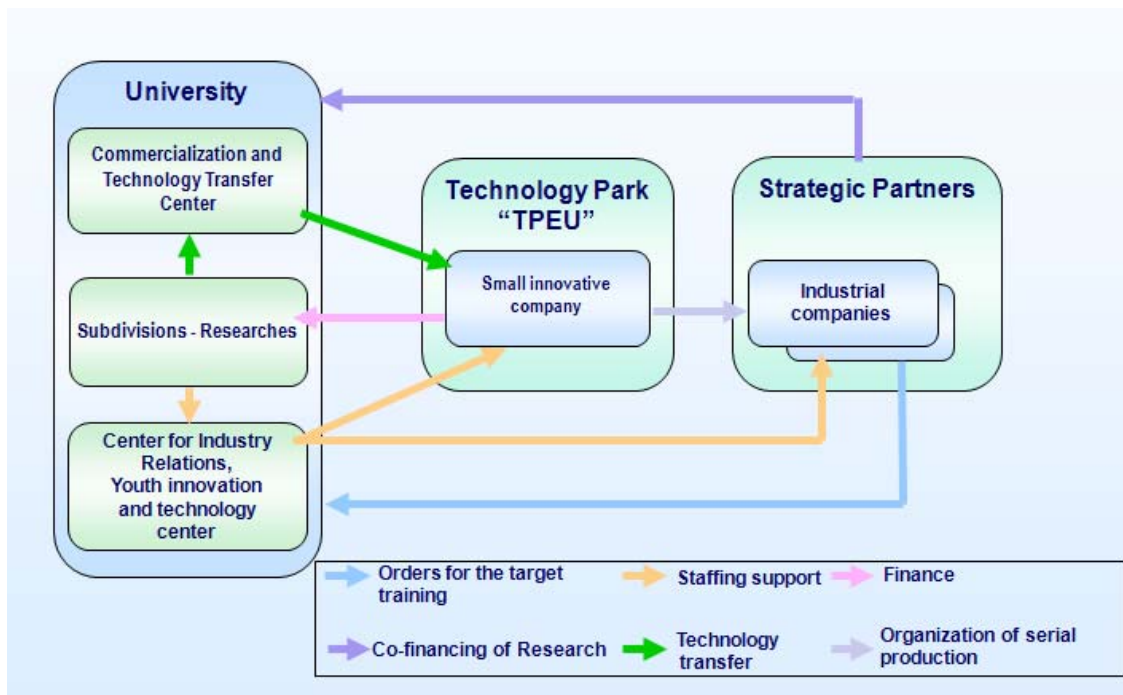 University
Commercialization and
Technology Transfer
Center
Subdivisions - Researches
Center for Industry
Relations,
Youth innovation
and technology
center
Technology Park
“TPEU”
Small innovative
company
Strategic Partners
Industrial
companies
Orders for the target
training
Staffing support
Finance
Co-financing of Research
Technology
transfer
Organization of serial
production